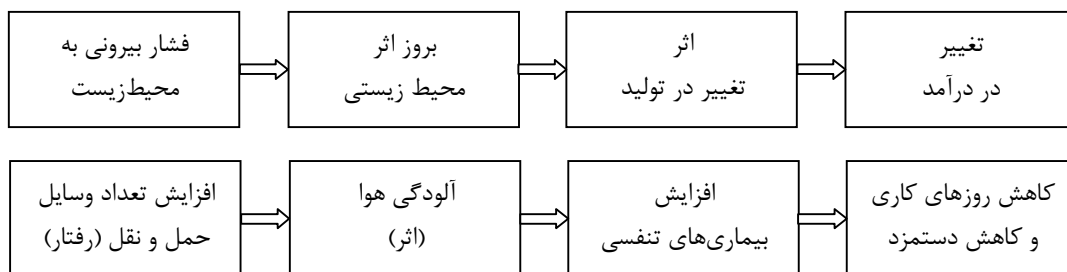 فشار بیرونی به
محیط‌زیست
بروز اثر
محیط زیستی
اثر
تغییر در تولید
تغییر
در درآمد
افزایش تعداد وسایل
حمل و نقل (رفتار)
آلودگی هوا
(اثر)
افزایش
بیماری‌های تنفسی
کاهش روزهای کاری
و کاهش دستمزد